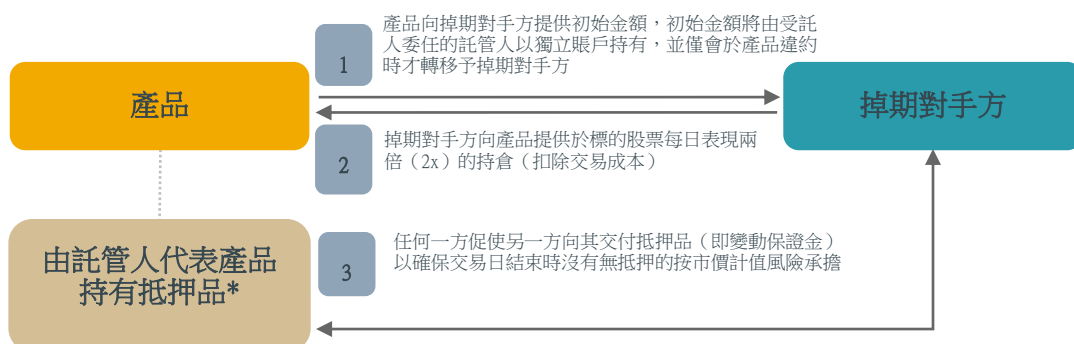 產品向掉期對手方提供初始金額，初始金額將由受託
人委任的託管人以獨立賬戶持有，並僅會於產品違約
時才轉移予掉期對手方
1
產品
掉期對手方
掉期對手方向產品提供於標的股票每日表現兩
倍（2x）的持倉（扣除交易成本）
2
任何一方促使另一方向其交付抵押品（即變動保證金）
以確保交易日結束時沒有無抵押的按市價計值風險承擔
3
由託管人代表產品
持有抵押品*